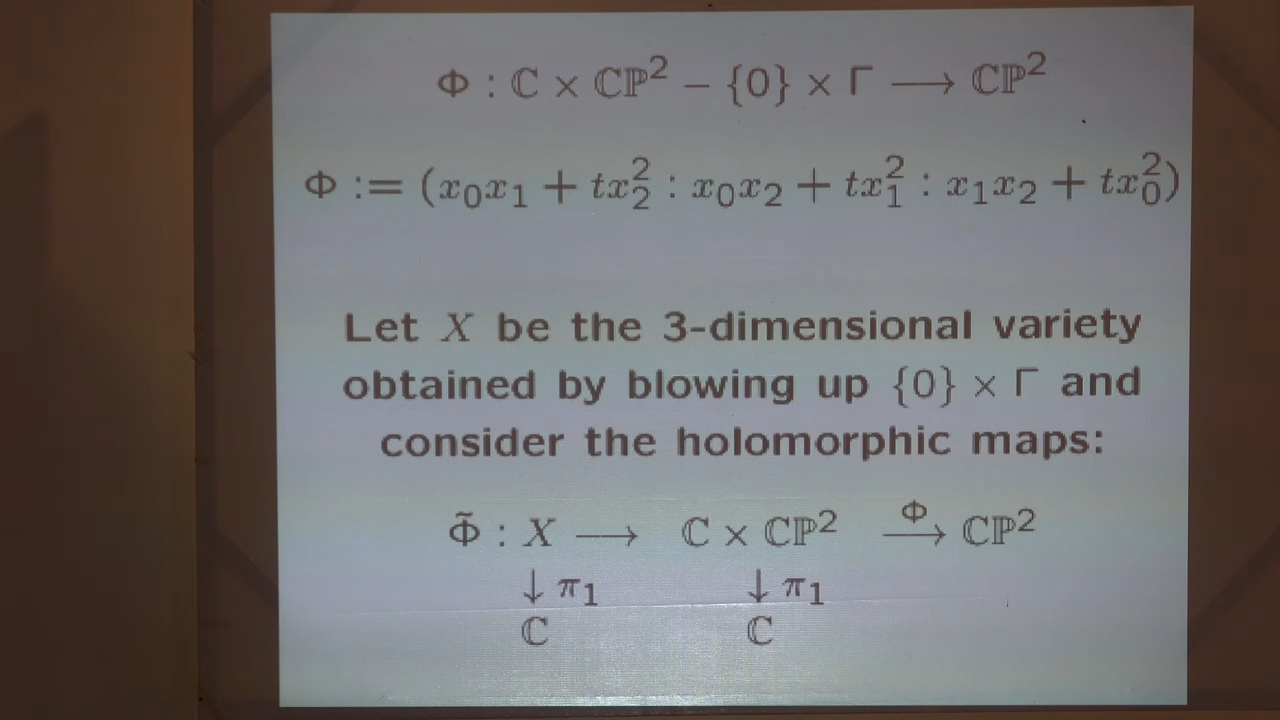 Φ : ℂ × ℂℙ² − {0} × Γ ⟶ ℂℙ²
Φ := (x₀x₁ + tx₂² : x₀x₂ + tx₁² : x₁x₂ + tx₀²)
Let X be the 3-dimensional variety
obtained by blowing up {0} × Γ and
consider the holomorphic maps:
Φ̃ : X ⟶ ℂ × ℂℙ² ⟶^Φ ℂℙ²
↓ π₁ ↓ π₁
ℂ ℂ